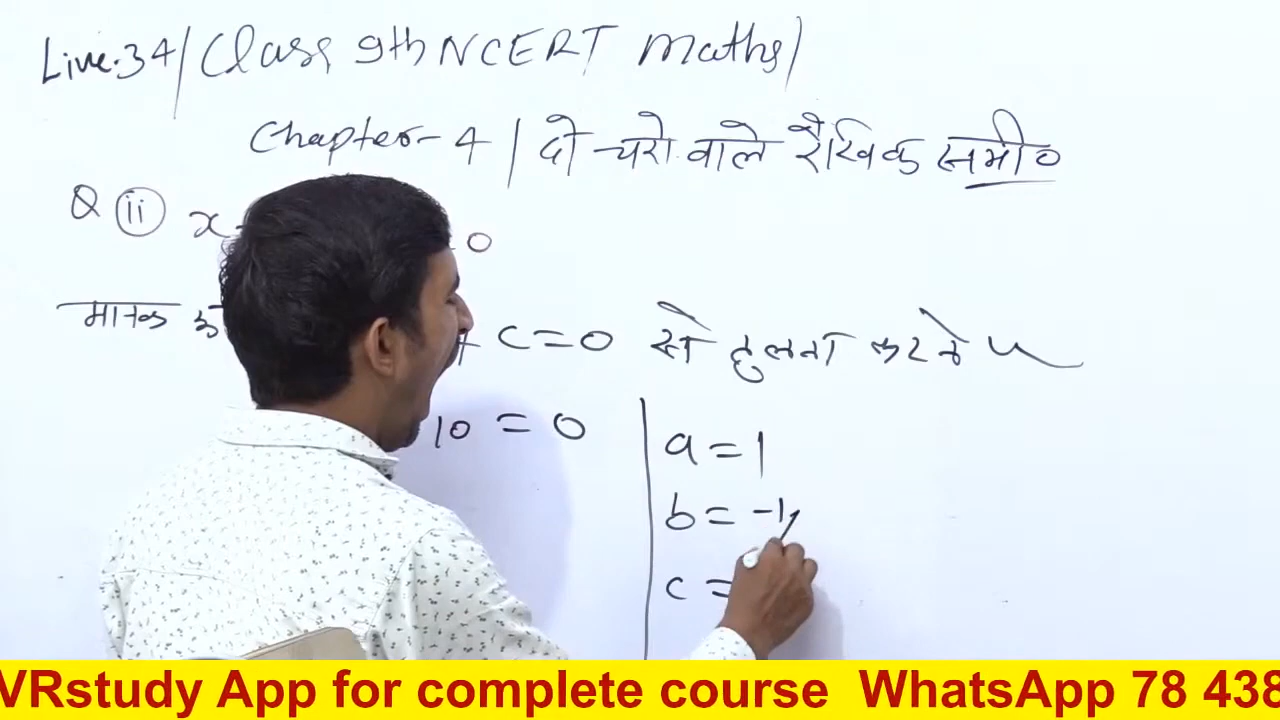 Live.34/(Class 9th NCERT Maths)
Chapter-4 | दो चरो वाले रैखिक समी०
Q (ii) x- 0
मानक c=0 से तुलना करने
10 = 0
a = 1
b = -1
c =
VRstudy App for complete course WhatsApp 78 438